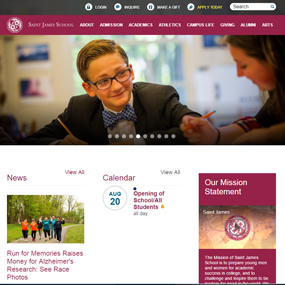 LOGIN INQUIRE MAKE A GIFT APPLY TODAY Search
SAINT JAMES SCHOOL ABOUT ADMISSION ACADEMICS ATHLETICS CAMPUS LIFE GIVING ALUMNI ARTS
View All View All
News Calendar Our Mission
Statement
AUG
20
Opening of
School/All
Students
all day
Saint James
Run for Memories Raises
Money for Alzheimer's
Research: See Race
Photos
The Mission of Saint James
School is to prepare young men
and women for academic
success in college, and to
challenge and inspire them to be